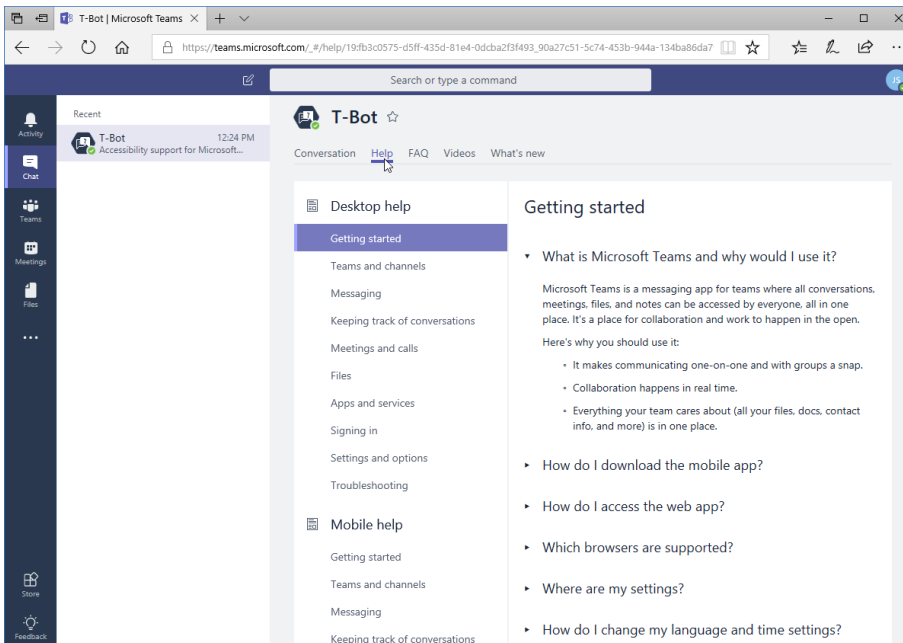 T-Bot | Microsoft Teams
https://teams.microsoft.com/_#/help/19:fb3c0575-d5ff-435d-81e4-0dcba2f3f493_90a27c51-5c74-453b-944a-134ba86da7
Search or type a command
JS
Activity
Chat
Teams
Meetings
Files
Store
Feedback
Recent
T-Bot 12:24 PM
Accessibility support for Microsoft...
T-Bot
Conversation Help FAQ Videos What's new
Desktop help
Getting started
Teams and channels
Messaging
Keeping track of conversations
Meetings and calls
Files
Apps and services
Signing in
Settings and options
Troubleshooting
Mobile help
Getting started
Teams and channels
Messaging
Keeping track of conversations
Getting started
What is Microsoft Teams and why would I use it?
Microsoft Teams is a messaging app for teams where all conversations,
meetings, files, and notes can be accessed by everyone, all in one
place. It's a place for collaboration and work to happen in the open.
Here's why you should use it:
• It makes communicating one-on-one and with groups a snap.
• Collaboration happens in real time.
• Everything your team cares about (all your files, docs, contact
info, and more) is in one place.
How do I download the mobile app?
How do I access the web app?
Which browsers are supported?
Where are my settings?
How do I change my language and time settings?